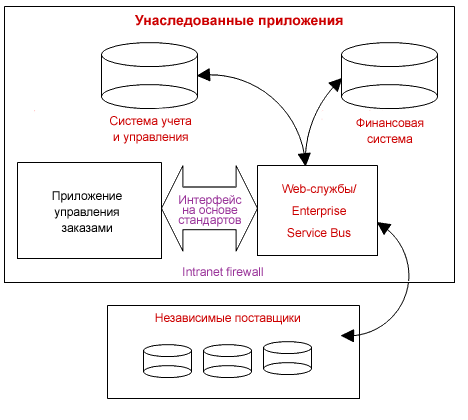 Унаследованные приложения
Система учета
и управления
Финансовая
система
Приложение
управления
заказами
Интерфейс
на основе
стандартов
Web-службы/
Enterprise
Service Bus
Intranet firewall
Независимые поставщики